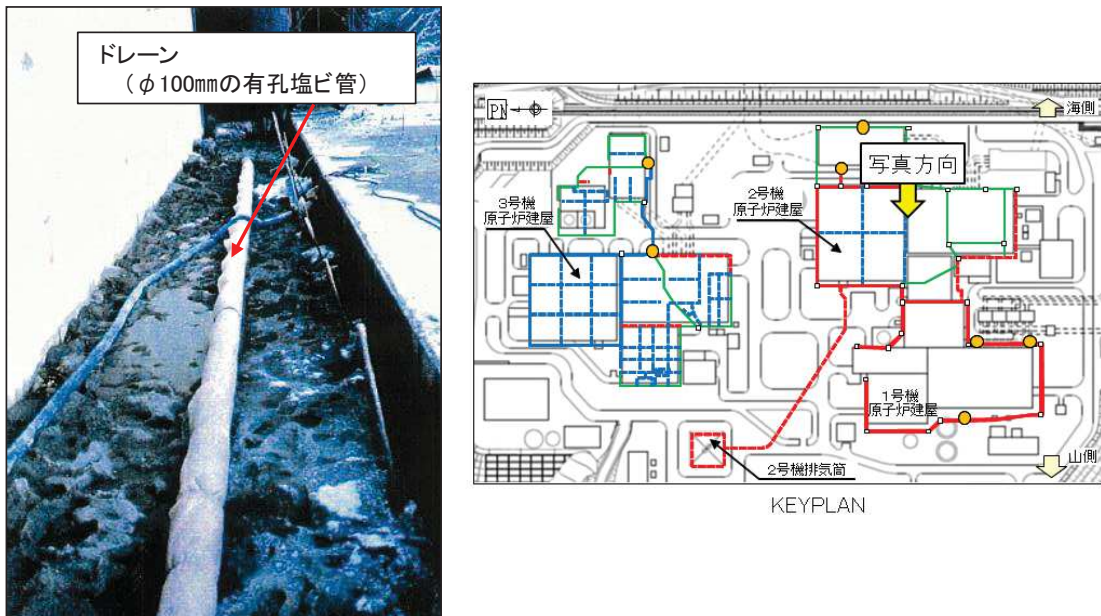 ドレーン
（φ100㎜の有孔塩ビ管）
PN
海側
写真方向
3号機
原子炉建屋
2号機
原子炉建屋
1号機
原子炉建屋
2号機排気筒
山側
KEYPLAN